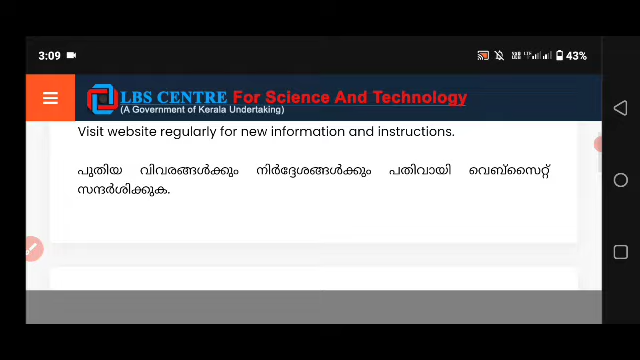 3:09
43%
LBS CENTRE For Science And Technology
(A Government of Kerala Undertaking)
Visit website regularly for new information and instructions.
പുതിയ വിവരങ്ങൾക്കും നിർദ്ദേശങ്ങൾക്കും പതിവായി വെബ്സൈറ്റ്
സന്ദർശിക്കുക.